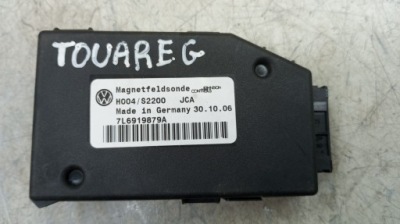 TOUAREG
Magnetfeldsonde
H004/S2200 JCA
Made in Germany 30.10.06
7L6919879A